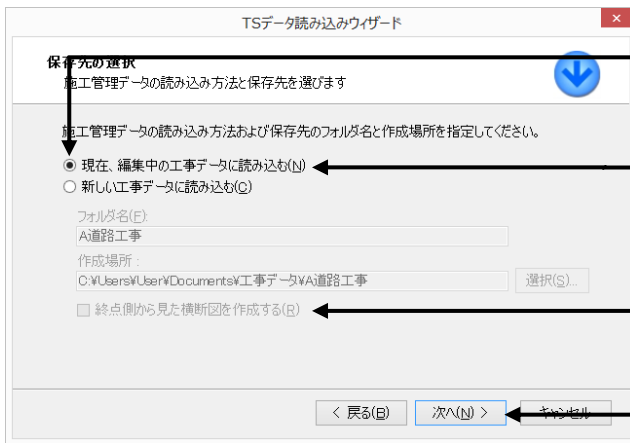 TSデータ読み込みウィザード
保存先の選択
施工管理データの読み込み方法と保存先を選びます
施工管理データの読み込み方法および保存先のフォルダ名と作成場所を指定してください。
現在、編集中の工事データに読み込む(N)
新しい工事データに読み込む(C)
フォルダ名(F):
A道路工事
作成場所:
C:¥Users¥User¥Documents¥工事データ¥A道路工事
選択(S)...
終点側から見た横断図を作成する(R)
< 戻る(B)
次へ(N) >
キャンセル